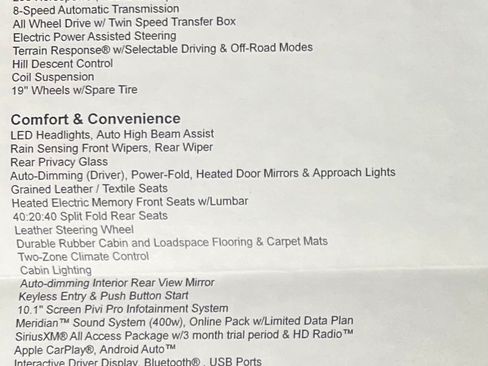 8-Speed Automatic Transmission
All Wheel Drive w/ Twin Speed Transfer Box
Electric Power Assisted Steering
Terrain Response® w/Selectable Driving & Off-Road Modes
Hill Descent Control
Coil Suspension
19" Wheels w/Spare Tire
Comfort & Convenience
LED Headlights, Auto High Beam Assist
Rain Sensing Front Wipers, Rear Wiper
Rear Privacy Glass
Auto-Dimming (Driver), Power-Fold, Heated Door Mirrors & Approach Lights
Grained Leather / Textile Seats
Heated Electric Memory Front Seats w/Lumbar
40:20:40 Split Fold Rear Seats
Leather Steering Wheel
Durable Rubber Cabin and Loadspace Flooring & Carpet Mats
Two-Zone Climate Control
Cabin Lighting
Auto-dimming Interior Rear View Mirror
Keyless Entry & Push Button Start
10.1" Screen Pivi Pro Infotainment System
Meridian™ Sound System (400w), Online Pack w/Limited Data Plan
SiriusXM® All Access Package w/3 month trial period & HD Radio™
Apple CarPlay®, Android Auto™
Interactive Driver Display, Bluetooth®, USB Ports